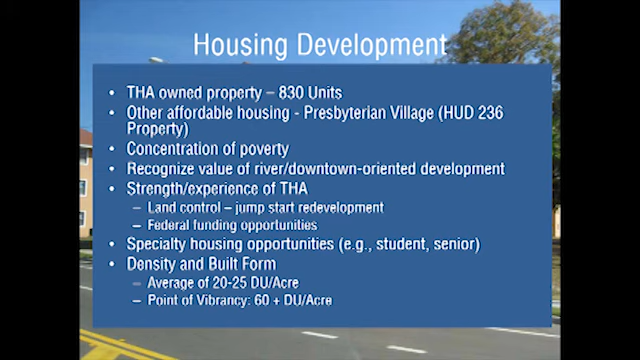 Housing Development
• THA owned property – 830 Units
• Other affordable housing - Presbyterian Village (HUD 236
Property)
• Concentration of poverty
• Recognize value of river/downtown-oriented development
• Strength/experience of THA
– Land control – jump start redevelopment
– Federal funding opportunities
• Specialty housing opportunities (e.g., student, senior)
• Density and Built Form
– Average of 20-25 DU/Acre
– Point of Vibrancy: 60 + DU/Acre